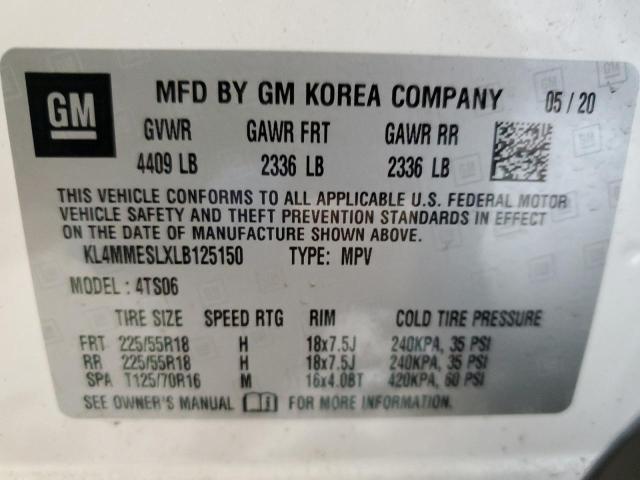 GM
MFD BY GM KOREA COMPANY 05/20
GVWR GAWR FRT GAWR RR
4409 LB 2336 LB 2336 LB
THIS VEHICLE CONFORMS TO ALL APPLICABLE U.S. FEDERAL MOTOR
VEHICLE SAFETY AND THEFT PREVENTION STANDARDS IN EFFECT
ON THE DATE OF MANUFACTURE SHOWN ABOVE.
KL4MMESLXLB125150 TYPE: MPV
MODEL: 4TS06
TIRE SIZE SPEED RTG RIM COLD TIRE PRESSURE
FRT 225/55R18 H 18x7.5J 240KPA, 35 PSI
RR 225/55R18 H 18x7.5J 240KPA, 35 PSI
SPA T125/70R16 M 16x4.0BT 420KPA, 60 PSI
SEE OWNER'S MANUAL FOR MORE INFORMATION.